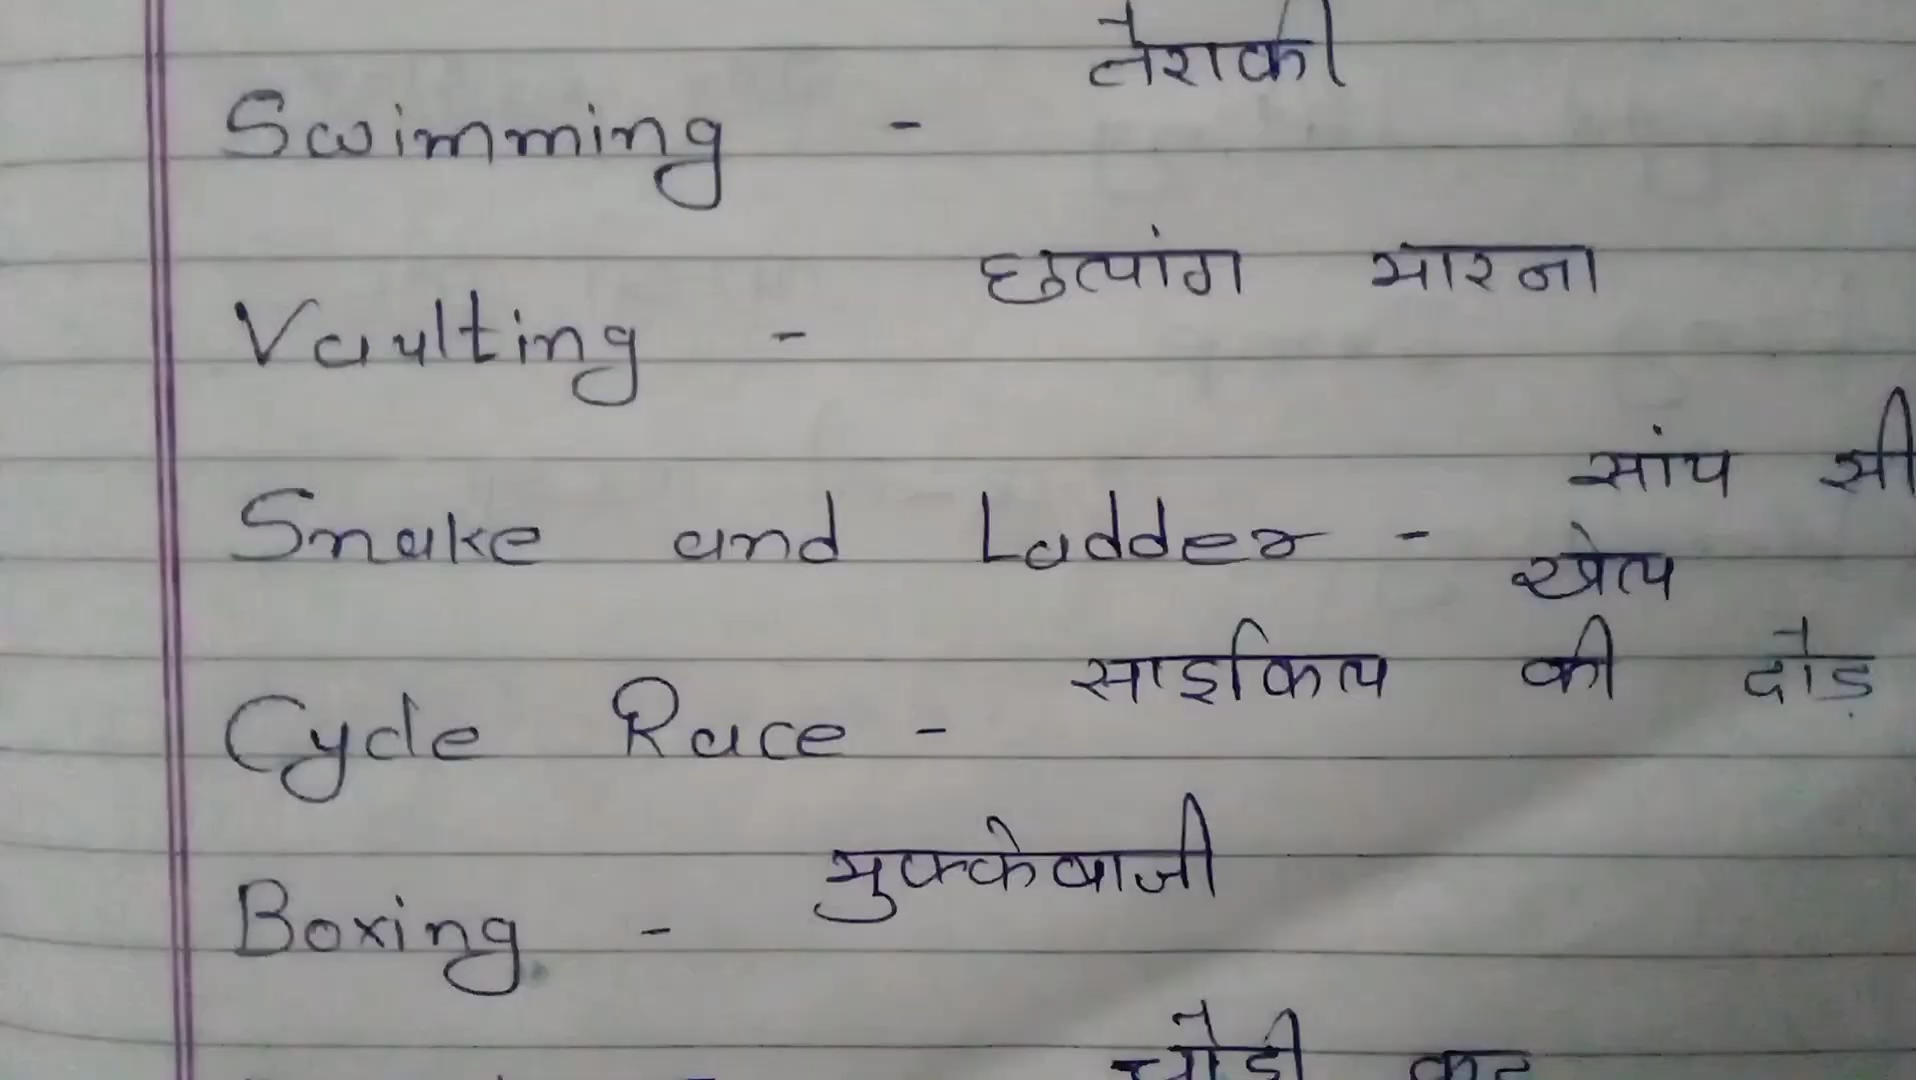 Swimming - तैराकी
Vaulting - छलांग मारना
Snake and Ladder - सांप सी
खेल
Cycle Race - साइकिल की दौड़
Boxing - मुक्केबाजी
चौड़ी कूद